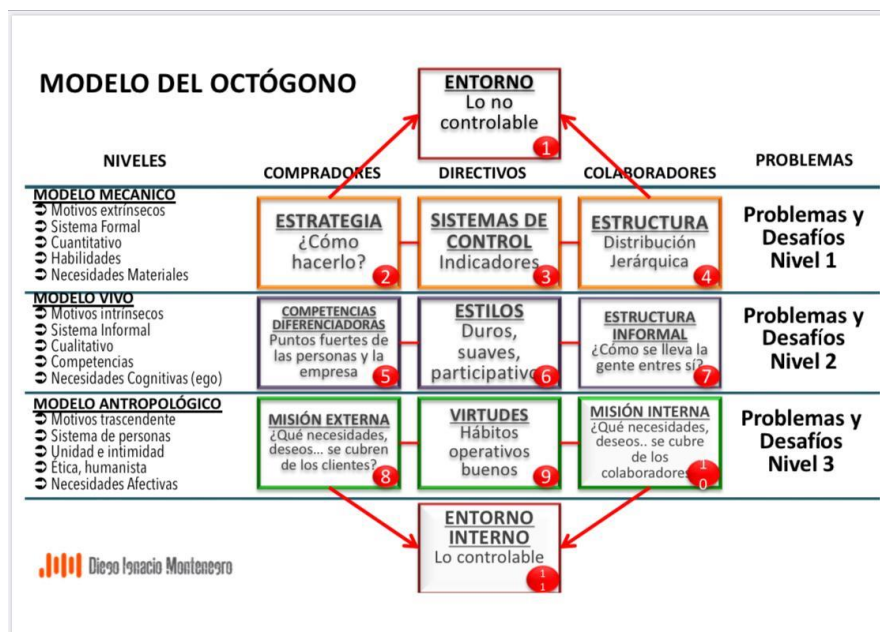 MODELO DEL OCTÓGONO
ENTORNO
Lo no
controlable
1
NIVELES
COMPRADORES
DIRECTIVOS
COLABORADORES
PROBLEMAS
MODELO MECANICO
Motivos extrínsecos
Sistema Formal
Cuantitativo
Habilidades
Necesidades Materiales
ESTRATEGIA
¿Cómo
hacerlo?
2
SISTEMAS DE
CONTROL
Indicadores
3
ESTRUCTURA
Distribución
Jerárquica
4
Problemas y
Desafíos
Nivel 1
MODELO VIVO
Motivos intrínsecos
Sistema Informal
Cualitativo
Competencias
Necesidades Cognitivas (ego)
COMPETENCIAS
DIFERENCIADORAS
Puntos fuertes de
las personas y la
empresa
5
ESTILOS
Duros,
suaves,
participativo
6
ESTRUCTURA
INFORMAL
¿Cómo se lleva la
gente entres sí?
7
Problemas y
Desafíos
Nivel 2
MODELO ANTROPOLÓGICO
Motivos trascendente
Sistema de personas
Unidad e intimidad
Ética, humanista
Necesidades Afectivas
MISIÓN EXTERNA
¿Qué necesidades,
deseos... se cubren
de los clientes?
8
VIRTUDES
Hábitos
operativos
buenos
9
MISIÓN INTERNA
¿Qué necesidades,
deseos.. se cubre
de los
colaboradores
1
0
Problemas y
Desafíos
Nivel 3
ENTORNO
INTERNO
Lo controlable
1
1
Diego Ignacio Montenegro